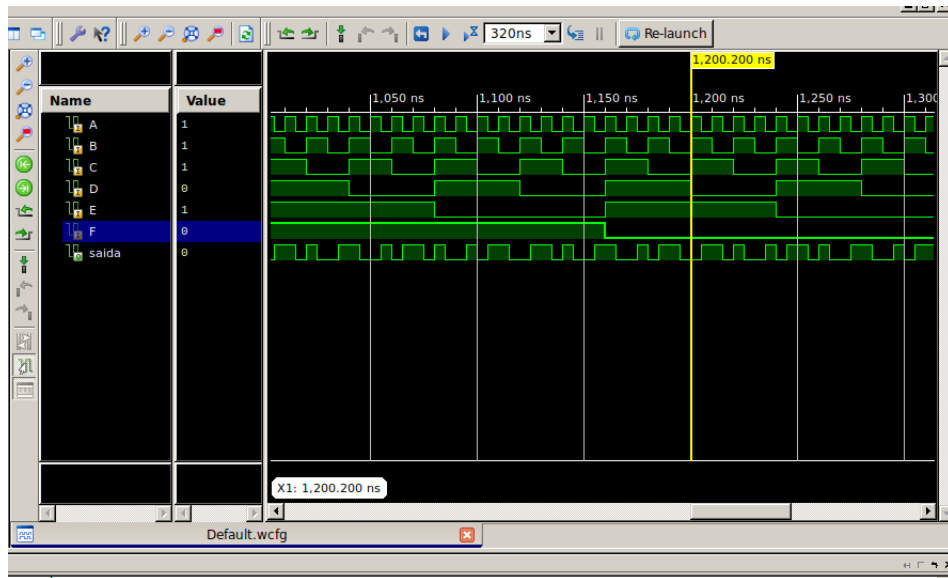 320ns Re-launch
1,200.200 ns
Name Value 1,050 ns 1,100 ns 1,150 ns 1,200 ns 1,250 ns 1,300
A 1
B 1
C 1
D 0
E 1
F 0
saida 0
X1: 1,200.200 ns
Default.wcfg